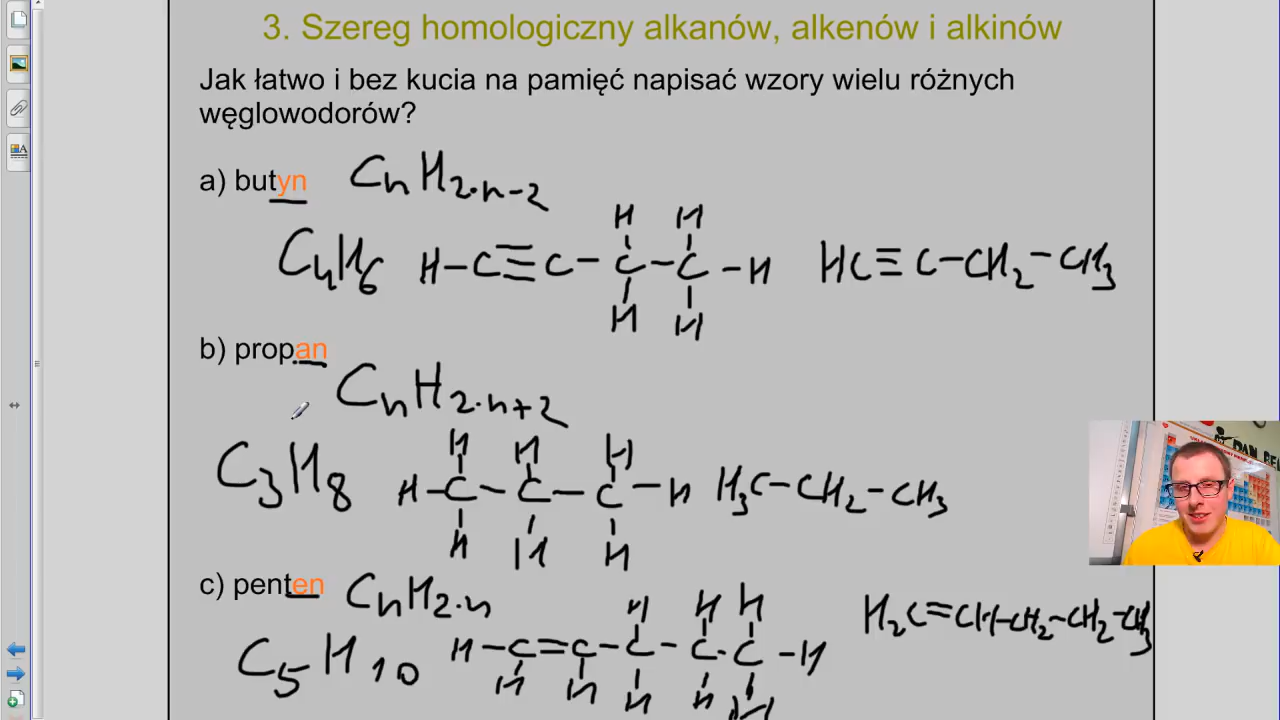 3. Szereg homologiczny alkanów, alkenów i alkinów
Jak łatwo i bez kucia na pamięć napisać wzory wielu różnych
węglowodorów?
a) butyn CnH2·n-2
H H
C4H6 H-C≡C-C-C-H HC≡C-CH2-CH3
H H
b) propan
CnH2·n+2
H H H
C3H8 H-C-C-C-H H3C-CH2-CH3
H H H
c) penten CnH2·n
H H H
H2C=CH-CH2-CH2-CH3
C5H10 H-C=C-C-C-C-H
H H H H H